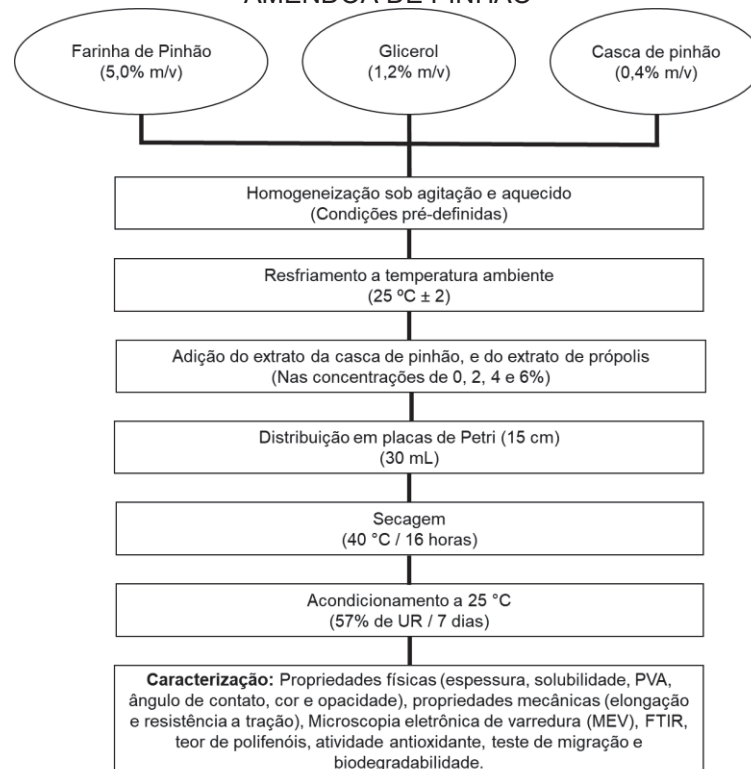 AMÊNDOA DE PINHÃO
Farinha de Pinhão
(5,0% m/v)
Glicerol
(1,2% m/v)
Casca de pinhão
(0,4% m/v)
Homogeneização sob agitação e aquecido
(Condições pré-definidas)
Resfriamento a temperatura ambiente
(25 ºC ± 2)
Adição do extrato da casca de pinhão, e do extrato de própolis
(Nas concentrações de 0, 2, 4 e 6%)
Distribuição em placas de Petri (15 cm)
(30 mL)
Secagem
(40 °C / 16 horas)
Acondicionamento a 25 °C
(57% de UR / 7 dias)
Caracterização: Propriedades físicas (espessura, solubilidade, PVA,
ângulo de contato, cor e opacidade), propriedades mecânicas (elongação
e resistência a tração), Microscopia eletrônica de varredura (MEV), FTIR,
teor de polifenóis, atividade antioxidante, teste de migração e
biodegradabilidade.